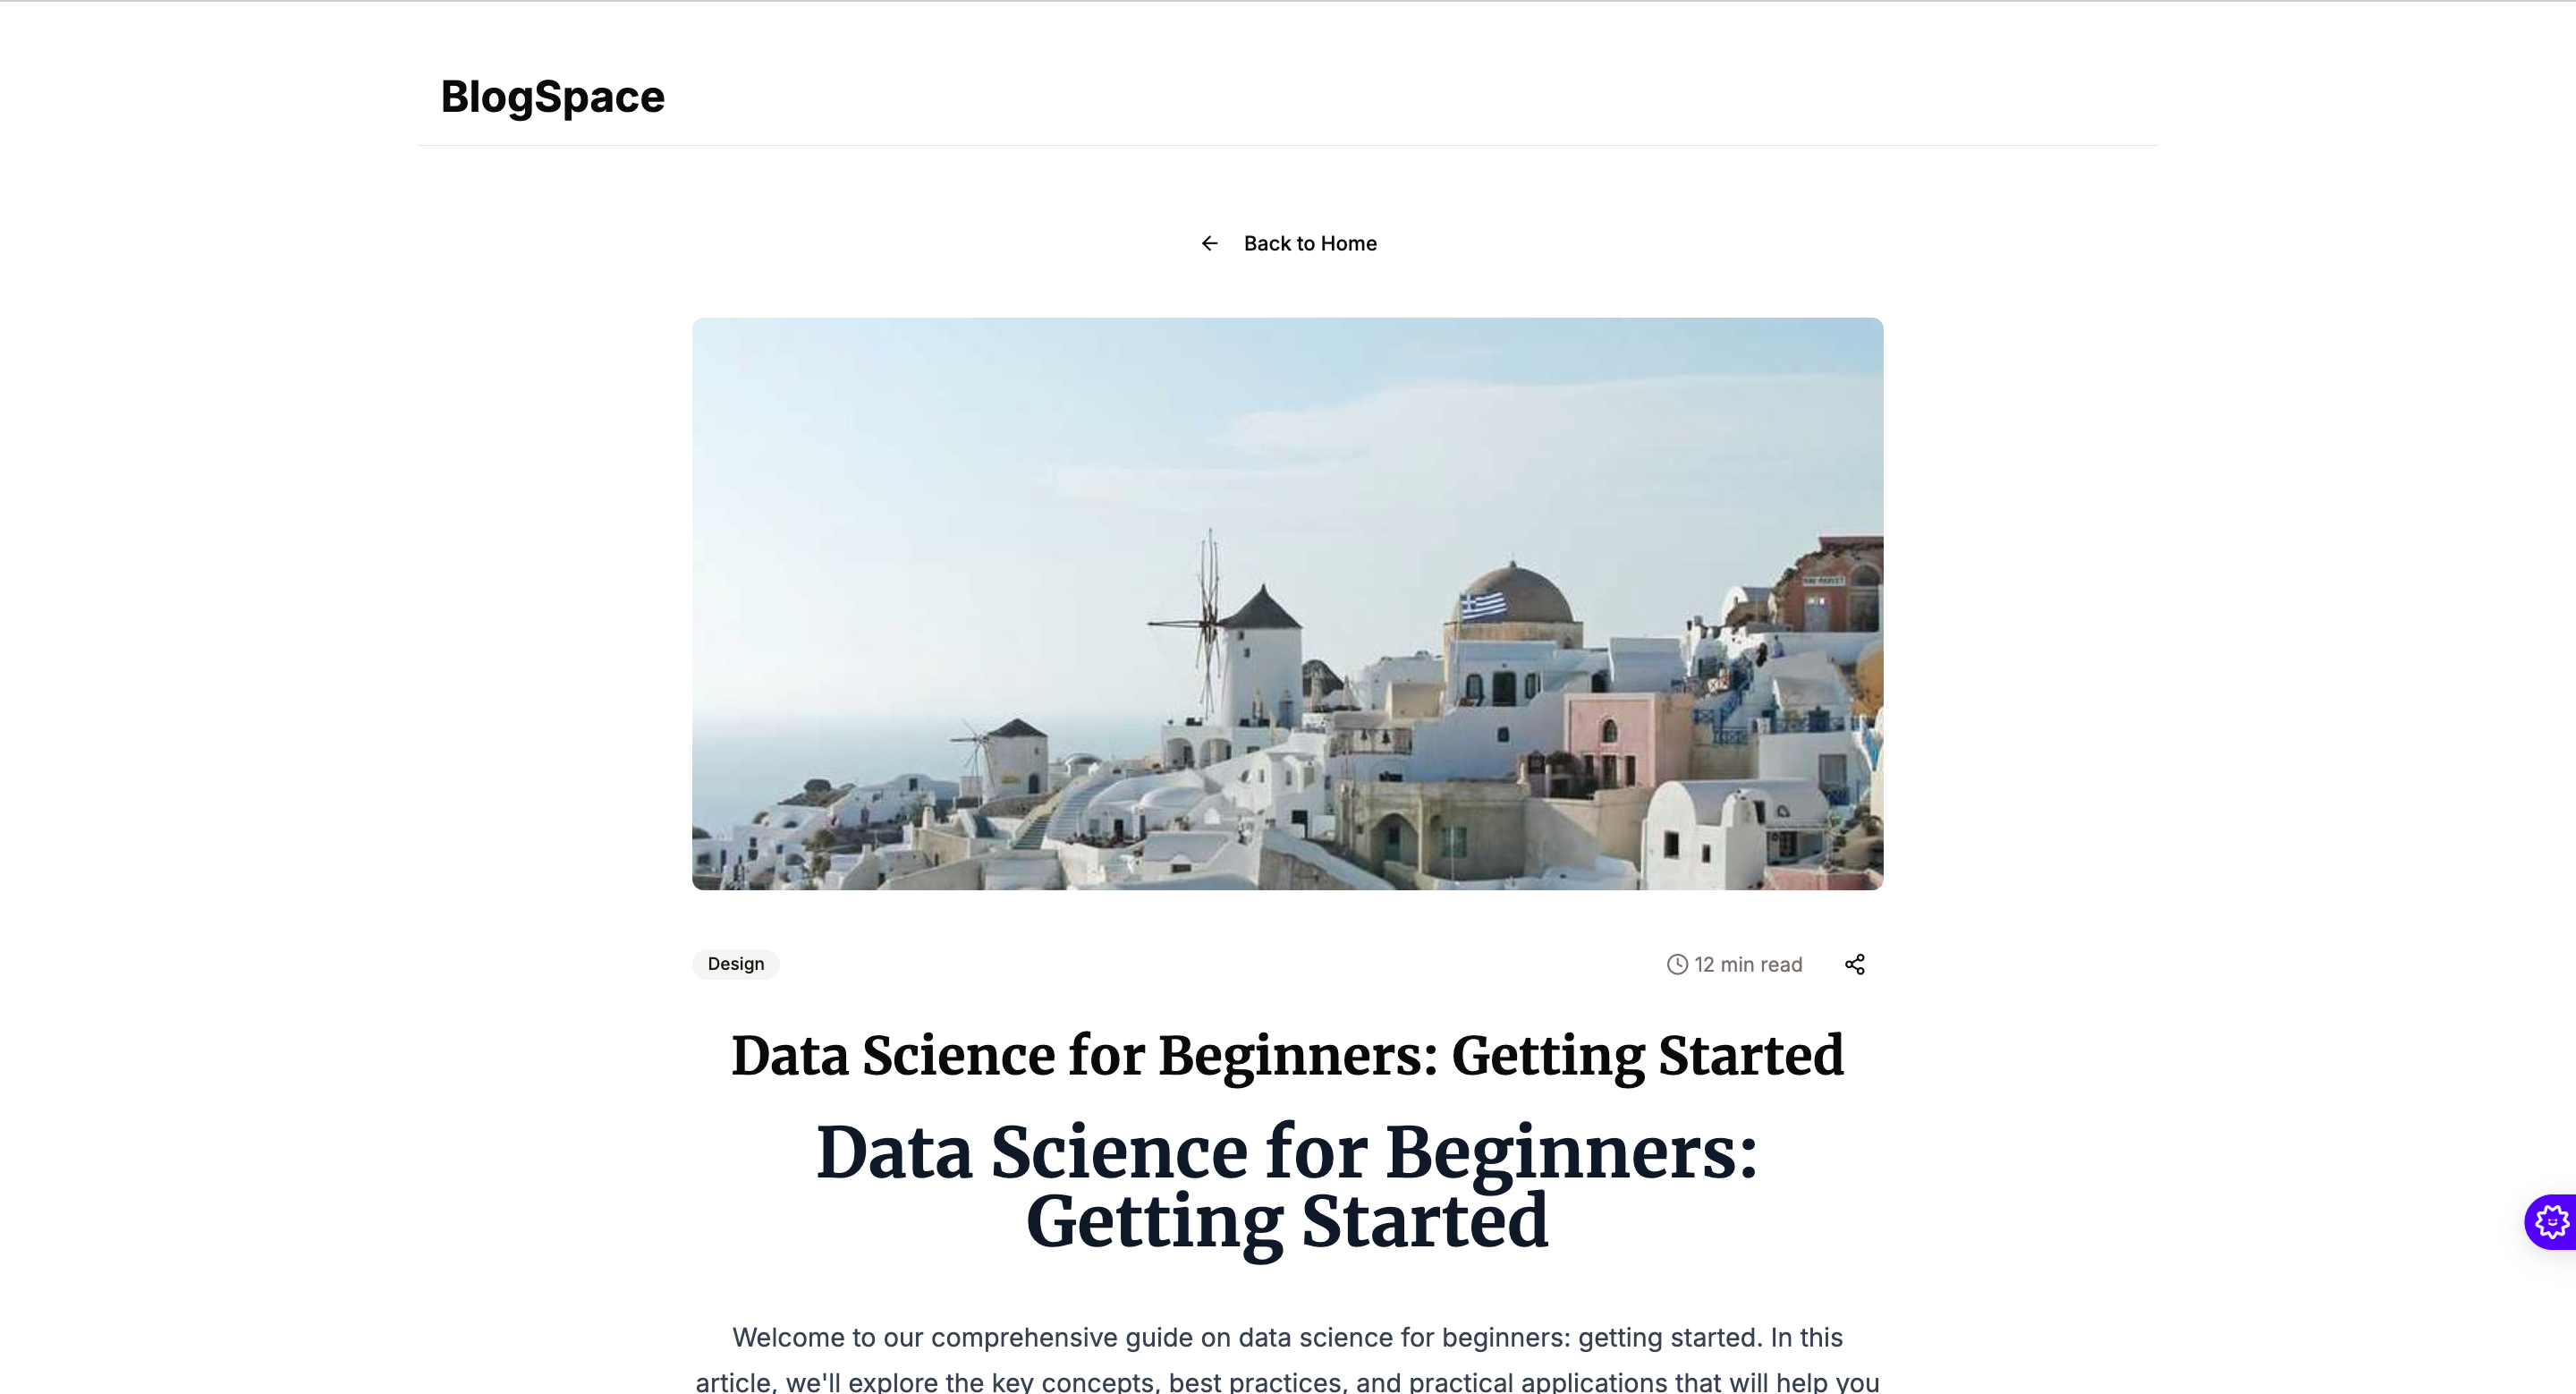 BlogSpace
Back to Home
Design
12 min read
Data Science for Beginners: Getting Started
Data Science for Beginners:
Getting Started
Welcome to our comprehensive guide on data science for beginners: getting started. In this
article, we'll explore the key concepts, best practices, and practical applications that will help you